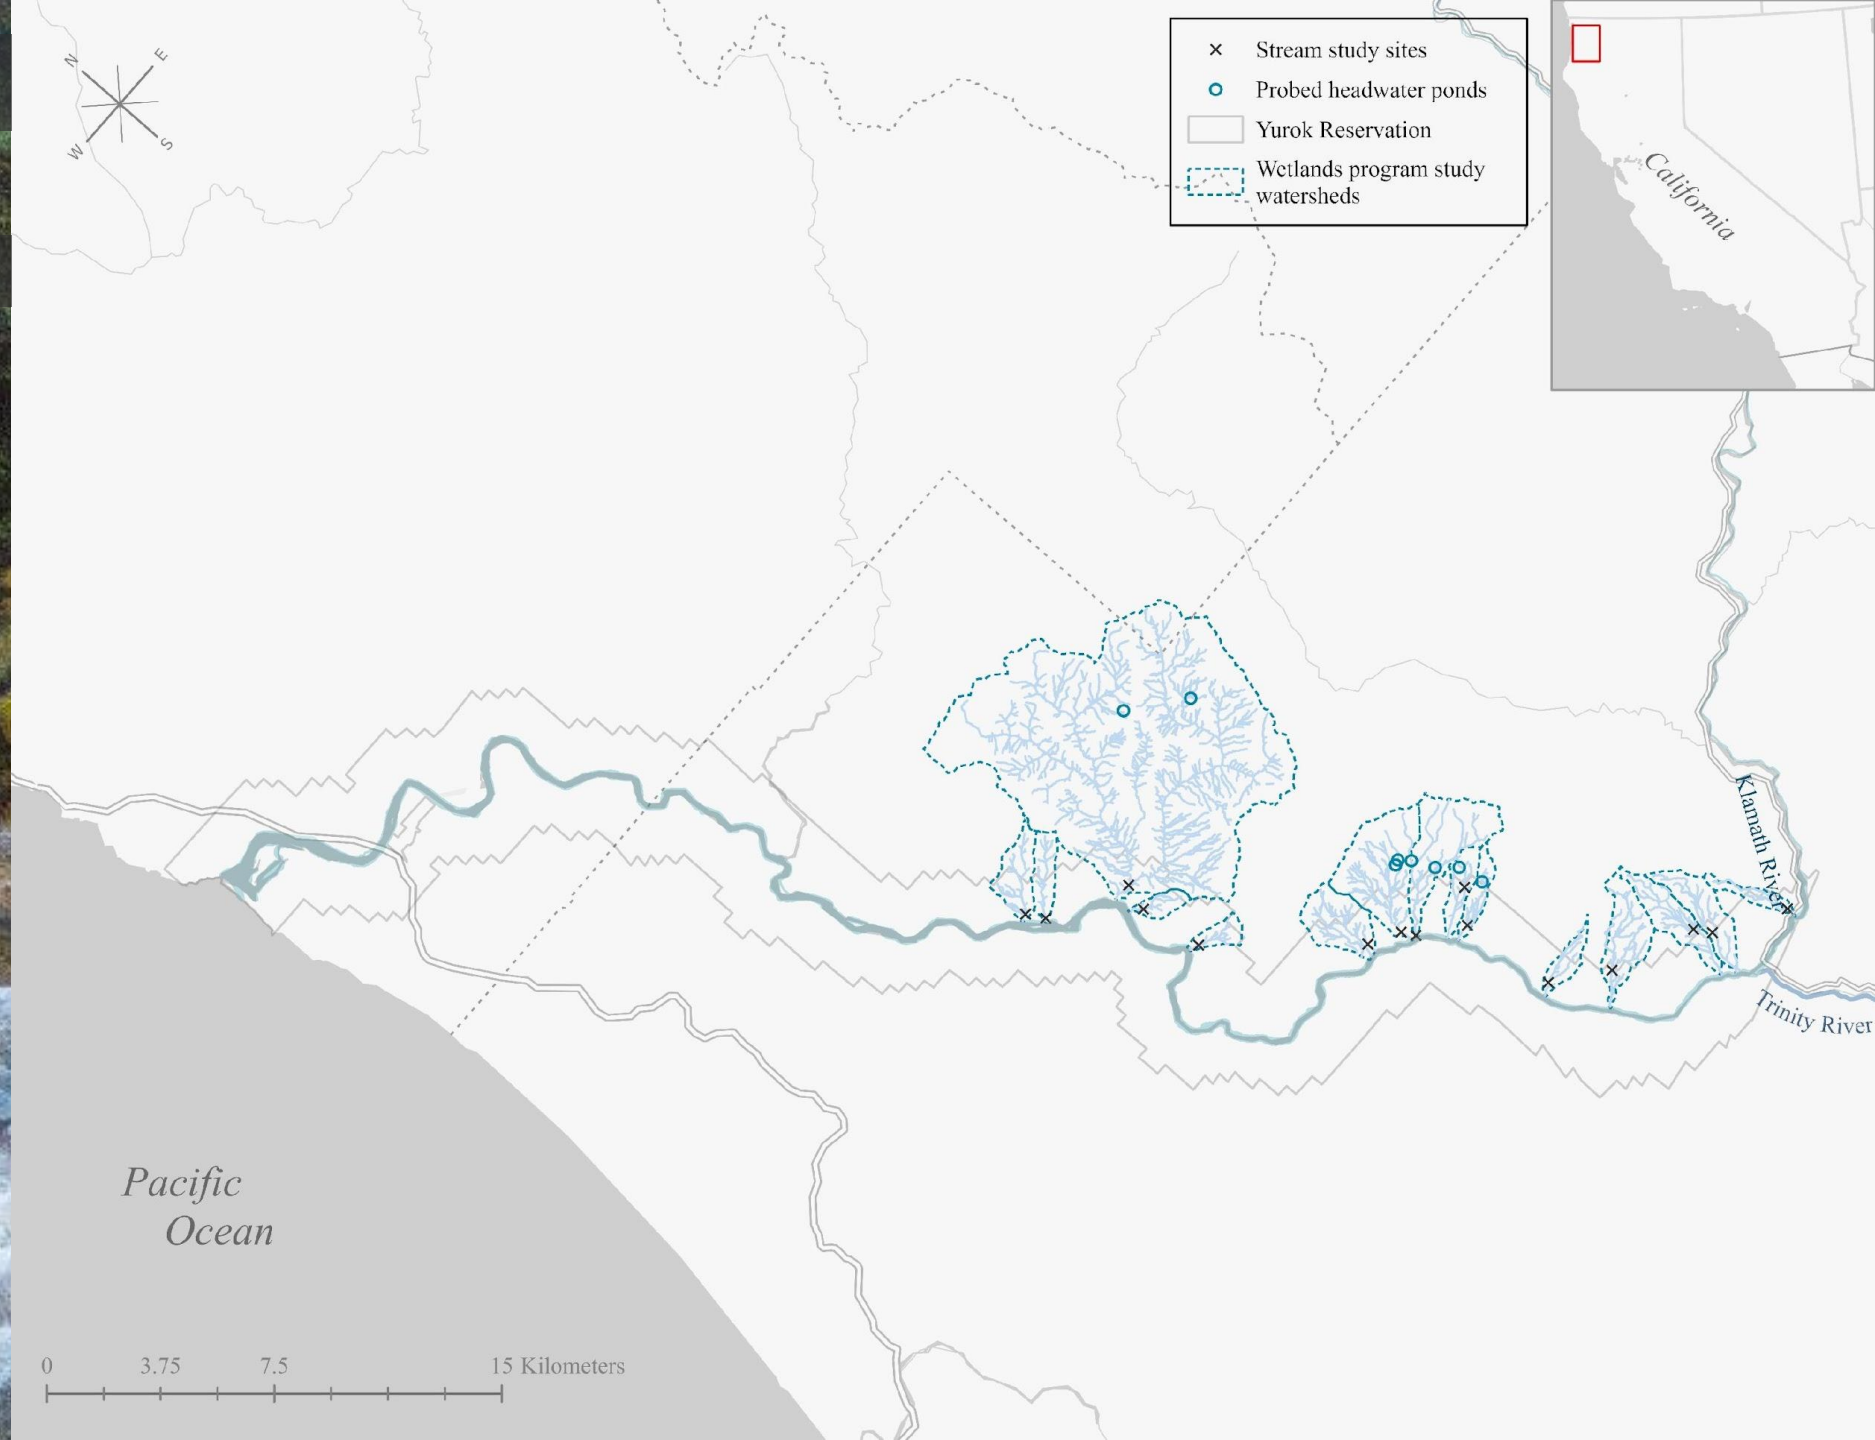 N
E
W
S
Stream study sites
Probed headwater ponds
Yurok Reservation
Wetlands program study
watersheds
California
Klamath River
Trinity River
Pacific
Ocean
0 3.75 7.5 15 Kilometers